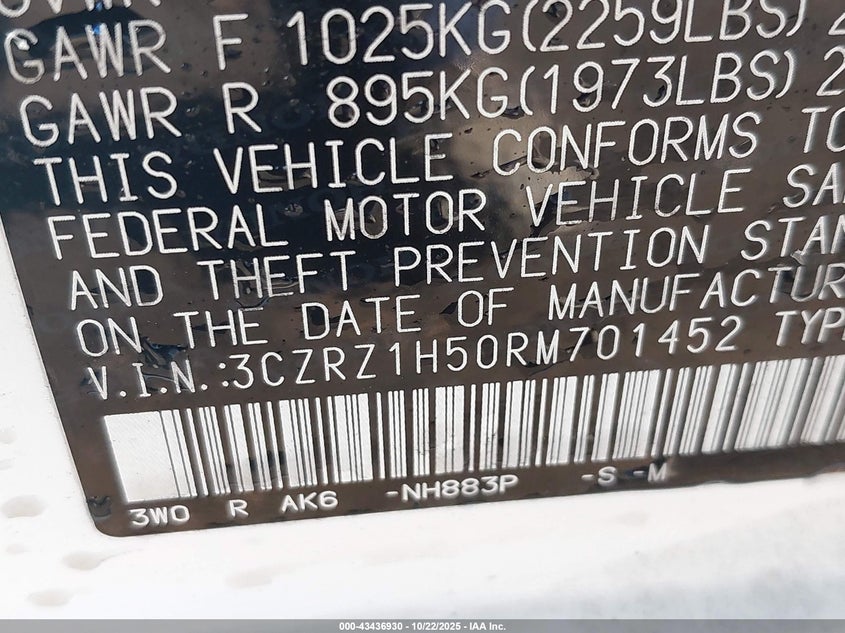 GAWR F 1025KG(2259LBS)
GAWR R 895KG(1973LBS)
THIS VEHICLE CONFORMS TO
FEDERAL MOTOR VEHICLE SA
AND THEFT PREVENTION STAN
ON THE DATE OF MANUFACTUR
V.I.N.:3CZRZ1H50RM701452 TYPE
3W0 R AK6 -NH883P -S -M
000-43436930 - 10/22/2025 - IAA Inc.